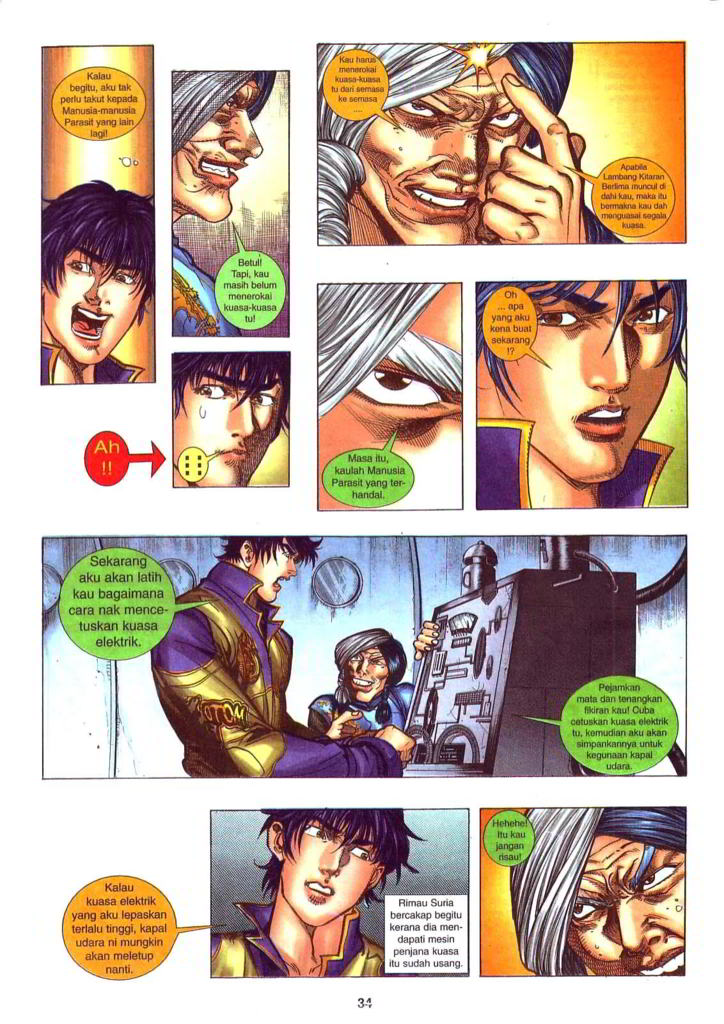 Kalau
begitu, aku tak
perlu takut kepada
Manusia-manusia
Parasit yang lain
lagi!
Betul!
Tapi, kau
masih belum
menerokai
kuasa-kuasa
tu!
Ah
!!
Kau harus
menerokai
kuasa-kuasa
tu dari semasa
ke semasa
....
Apabila
Lambang Kitaran
Berlima muncul di
dahi kau, maka itu
bermakna kau dah
menguasai segala
kuasa.
Masa itu,
kaulah Manusia
Parasit yang ter-
handal.
Oh
... apa
yang aku
kena buat
sekarang
!?
Sekarang
aku akan latih
kau bagaimana
cara nak mence-
tuskan kuasa
elektrik.
OTOM
Pejamkan
mata dan tenangkan
fikiran kau! Cuba
cetuskan kuasa elektrik
tu, kemudian aku akan
simpankannya untuk
kegunaan kapal
udara.
Kalau
kuasa elektrik
yang aku lepaskan
terlalu tinggi, kapal
udara ni mungkin
akan meletup
nanti.
Rimau Suria
bercakap begitu
kerana dia men-
dapati mesin
penjana kuasa
itu sudah usang.
Hehehe!
Itu kau
jangan
risau!
34